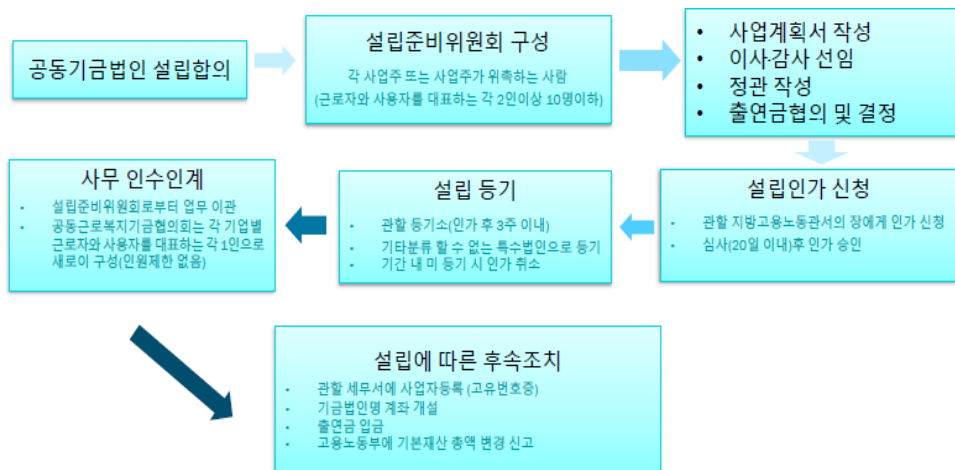 공동기금법인 설립합의
설립준비위원회 구성
각 사업주 또는 사업주가 위촉하는 사람
(근로자와 사용자를 대표하는 각 2인이상 10명이하)
• 사업계획서 작성
• 이사·감사 선임
• 정관 작성
• 출연금협의 및 결정
설립인가 신청
• 관할 지방고용노동관서의 장에게 인가 신청
• 심사(20일 이내)후 인가 승인
설립 등기
• 관할 등기소(인가 후 3주 이내)
• 기타분류 할 수 없는 특수법인으로 등기
• 기간 내 미 등기 시 인가 취소
사무 인수인계
• 설립준비위원회로부터 업무 이관
• 공동근로복지기금협의회는 각 기업별
근로자와 사용자를 대표하는 각 1인으로
새로이 구성(인원제한 없음)
설립에 따른 후속조치
• 관할 세무서에 사업자등록 (고유번호증)
• 기금법인명 계좌 개설
• 출연금 입금
• 고용노동부에 기본재산 총액 변경 신고